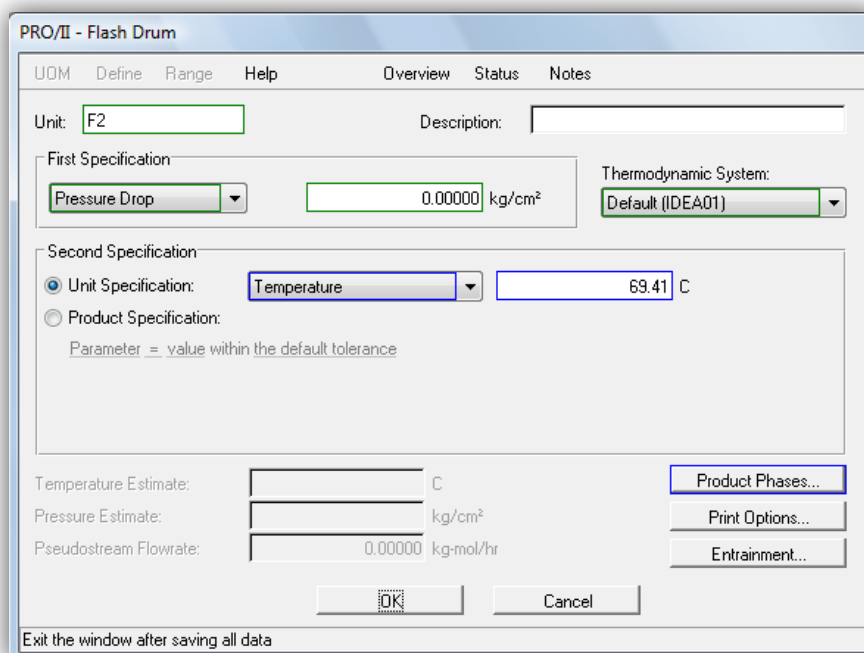 PRO/II - Flash Drum
UOM Define Range Help Overview Status Notes
Unit: F2 Description:
First Specification
Thermodynamic System:
Pressure Drop 0.00000 kg/cm² Default (IDEA01)
Second Specification
Unit Specification: Temperature 69.41 C
Product Specification:
Parameter = value within the default tolerance
Temperature Estimate: C Product Phases...
Pressure Estimate: kg/cm² Print Options...
Pseudostream Flowrate: 0.00000 kg-mol/hr Entrainment...
OK Cancel
Exit the window after saving all data